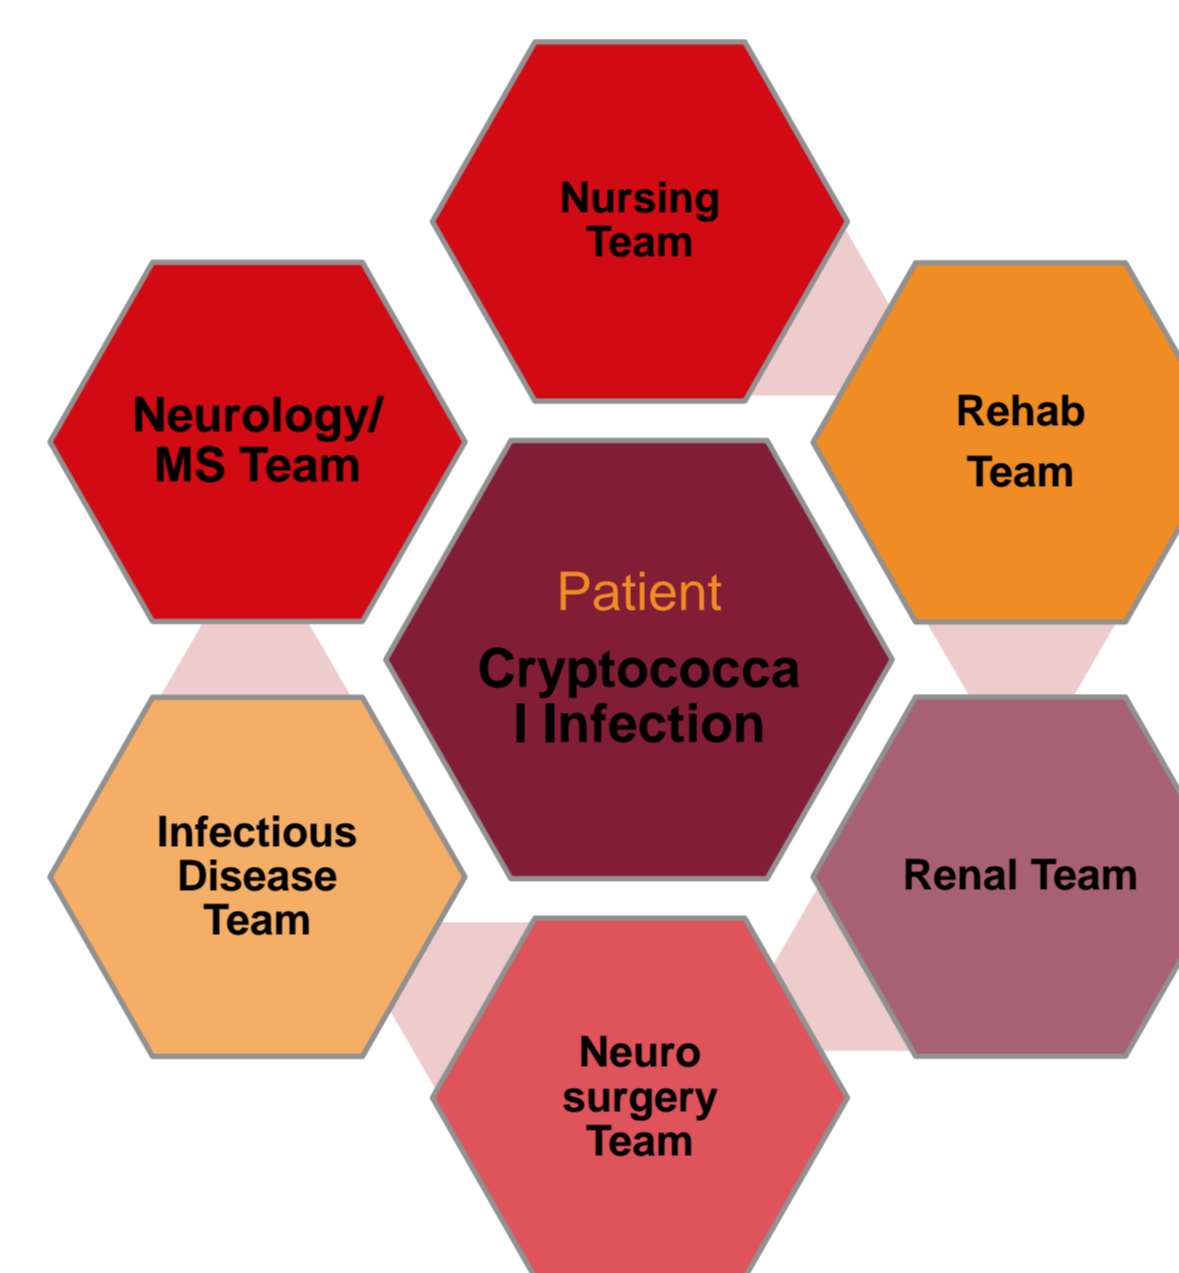 Nursing
Team
Neurology/
MS Team
Rehab
Team
Patient
Cryptococca
l Infection
Infectious
Disease
Team
Renal Team
Neuro
surgery
Team